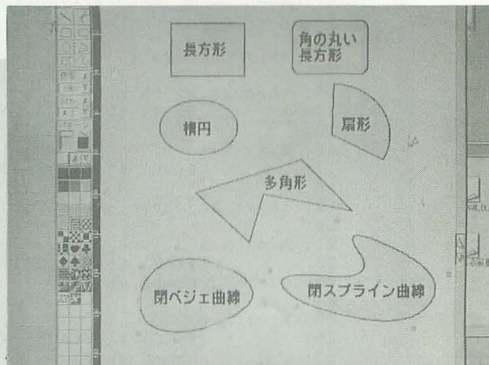 長方形
角の丸い
長方形
楕円
扇形
多角形
閉ベジェ曲線
閉スプライン曲線